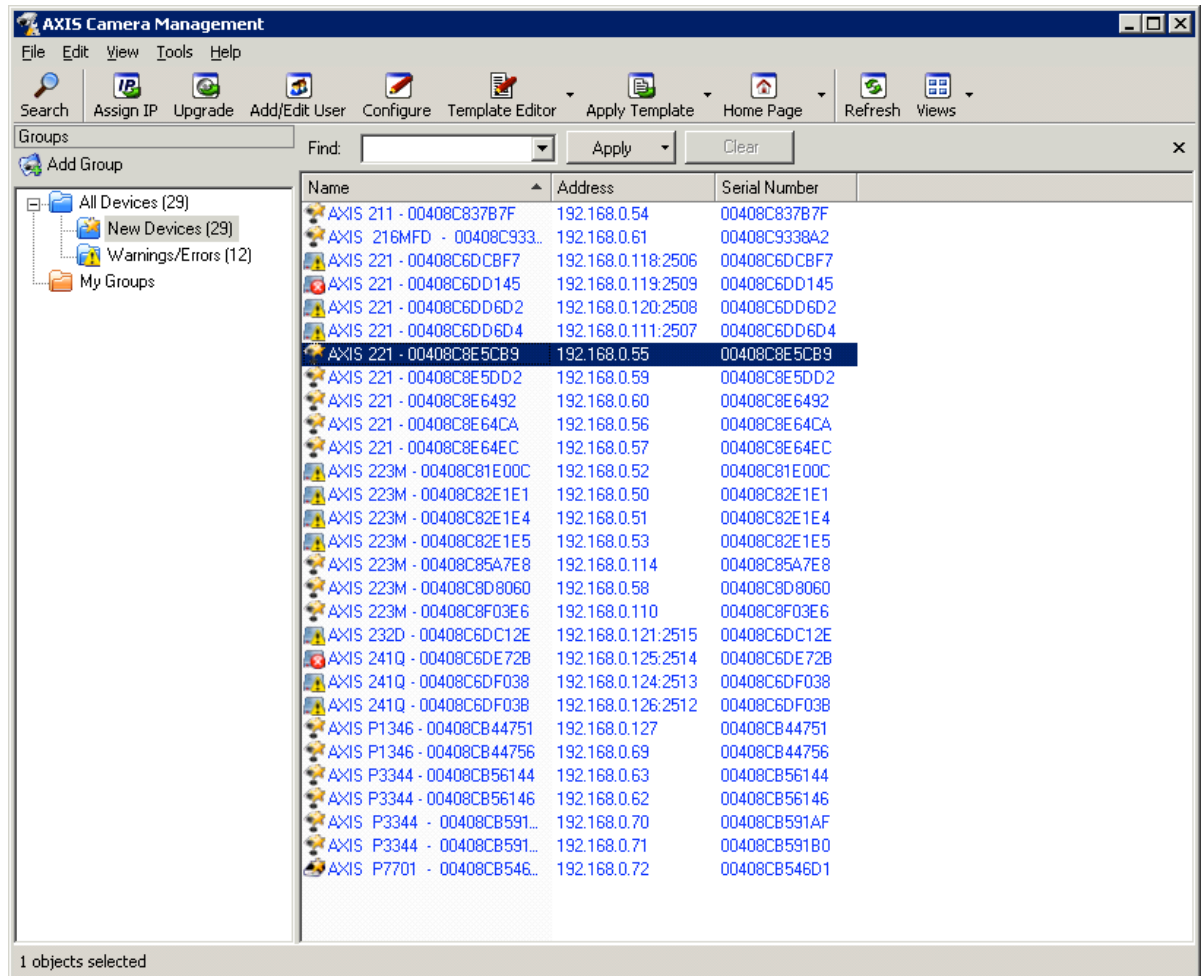 AXIS Camera Management
File Edit View Tools Help
Search Assign IP Upgrade Add/Edit User Configure Template Editor Apply Template Home Page Refresh Views
Groups
Add Group
All Devices (29)
New Devices (29)
Warnings/Errors (12)
My Groups
Find: Apply Clear
Name Address Serial Number
AXIS 211 - 00408C837B7F 192.168.0.54 00408C837B7F
AXIS 216MFD - 00408C933... 192.168.0.61 00408C9338A2
AXIS 221 - 00408C6DCBF7 192.168.0.118:2506 00408C6DCBF7
AXIS 221 - 00408C6DD145 192.168.0.119:2509 00408C6DD145
AXIS 221 - 00408C6DD6D2 192.168.0.120:2508 00408C6DD6D2
AXIS 221 - 00408C6DD6D4 192.168.0.111:2507 00408C6DD6D4
AXIS 221 - 00408C8E5CB9 192.168.0.55 00408C8E5CB9
AXIS 221 - 00408C8E5DD2 192.168.0.59 00408C8E5DD2
AXIS 221 - 00408C8E6492 192.168.0.60 00408C8E6492
AXIS 221 - 00408C8E64CA 192.168.0.56 00408C8E64CA
AXIS 221 - 00408C8E64EC 192.168.0.57 00408C8E64EC
AXIS 223M - 00408C81E00C 192.168.0.52 00408C81E00C
AXIS 223M - 00408C82E1E1 192.168.0.50 00408C82E1E1
AXIS 223M - 00408C82E1E4 192.168.0.51 00408C82E1E4
AXIS 223M - 00408C82E1E5 192.168.0.53 00408C82E1E5
AXIS 223M - 00408C85A7E8 192.168.0.114 00408C85A7E8
AXIS 223M - 00408C8D8060 192.168.0.58 00408C8D8060
AXIS 223M - 00408C8F03E6 192.168.0.110 00408C8F03E6
AXIS 232D - 00408C6DC12E 192.168.0.121:2515 00408C6DC12E
AXIS 241Q - 00408C6DE72B 192.168.0.125:2514 00408C6DE72B
AXIS 241Q - 00408C6DF038 192.168.0.124:2513 00408C6DF038
AXIS 241Q - 00408C6DF03B 192.168.0.126:2512 00408C6DF03B
AXIS P1346 - 00408CB44751 192.168.0.127 00408CB44751
AXIS P1346 - 00408CB44756 192.168.0.69 00408CB44756
AXIS P3344 - 00408CB56144 192.168.0.63 00408CB56144
AXIS P3344 - 00408CB56146 192.168.0.62 00408CB56146
AXIS P3344 - 00408CB591... 192.168.0.70 00408CB591AF
AXIS P3344 - 00408CB591... 192.168.0.71 00408CB591B0
AXIS P7701 - 00408CB546... 192.168.0.72 00408CB546D1
1 objects selected